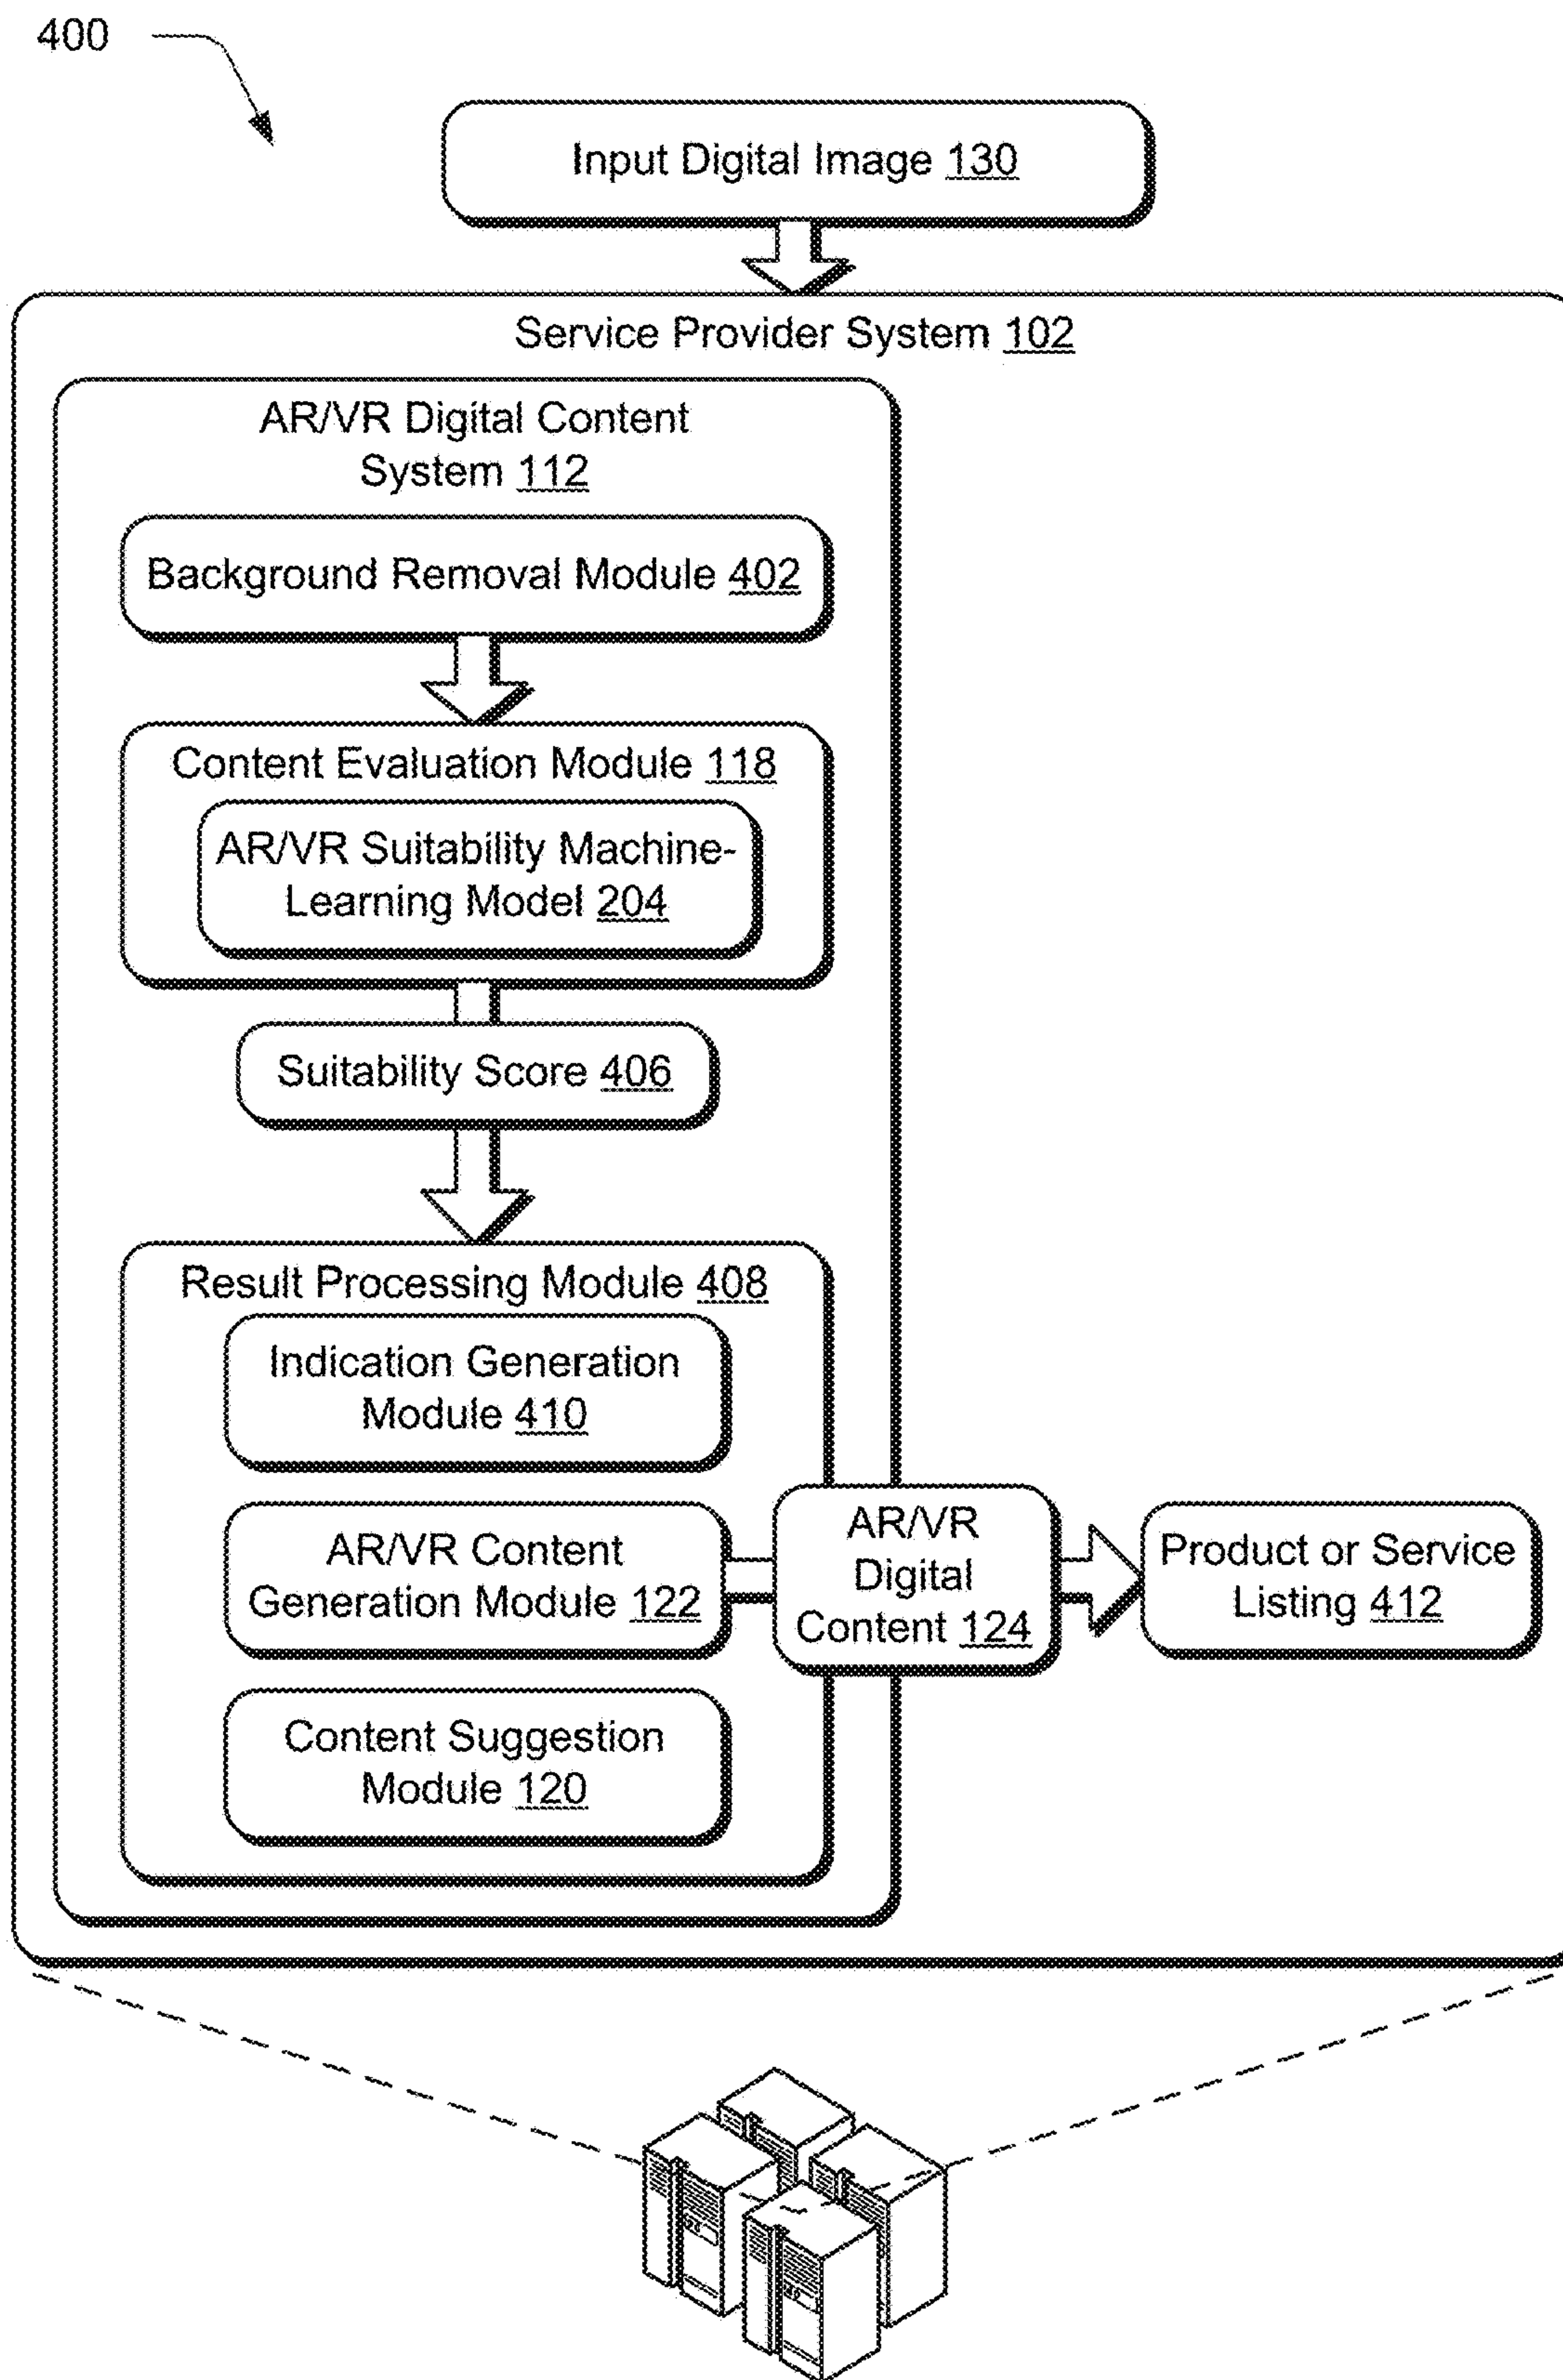 400
Input Digital Image 130
Service Provider System 102
AR/VR Digital Content
System 112
Background Removal Module 402
Content Evaluation Module 118
AR/VR Suitability Machine-
Learning Model 204
Suitability Score 406
Result Processing Module 408
Indication Generation
Module 410
AR/VR Content
Generation Module 122
AR/VR
Digital
Content 124
Product or Service
Listing 412
Content Suggestion
Module 120